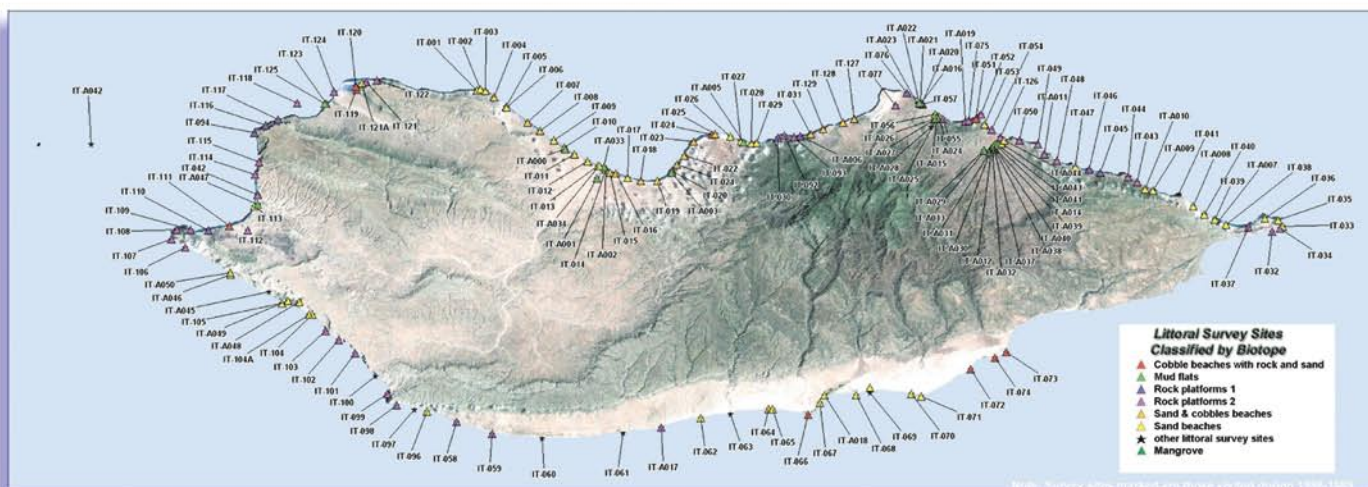 IT-A042
IT-001
IT-002
IT-003
IT-004
IT-005
IT-006
IT-007
IT-008
IT-009
IT-010
IT-A033
IT-017
IT-018
IT-023
IT-024
IT-025
IT-026
IT-A005
IT-027
IT-028
IT-029
IT-031
IT-129
IT-128
IT-127
IT-077
IT-076
IT-A023
IT-A022
IT-A021
IT-A020
IT-A016
IT-A019
IT-075
IT-051
IT-052
IT-053
IT-054
IT-126
IT-050
IT-049
IT-A011
IT-048
IT-047
IT-046
IT-045
IT-044
IT-043
IT-A010
IT-A009
IT-041
IT-A008
IT-040
IT-039
IT-A007
IT-038
IT-036
IT-035
IT-033
IT-034
IT-032
IT-037
IT-120
IT-124
IT-123
IT-125
IT-118
IT-117
IT-116
IT-094
IT-115
IT-114
IT-042
IT-A047
IT-111
IT-110
IT-109
IT-108
IT-107
IT-106
IT-113
IT-112
IT-119
IT-121A
IT-121
IT-122
IT-A000
IT-011
IT-012
IT-013
IT-A034
IT-A001
IT-014
IT-A002
IT-015
IT-016
IT-019
IT-A003
IT-020
IT-021
IT-022
IT-030
IT-092
IT-093
IT-A006
IT-056
IT-057
IT-055
IT-A026
IT-A027
IT-A028
IT-A025
IT-A024
IT-A035
IT-A029
IT-A031
IT-A030
IT-A012
IT-A032
IT-A037
IT-A038
IT-A040
IT-A039
IT-A014
IT-A041
IT-A043
IT-A044
IT-A050
IT-A046
IT-A045
IT-105
IT-A049
IT-A048
IT-104A
IT-104
IT-103
IT-102
IT-101
IT-100
IT-099
IT-098
IT-097
IT-096
IT-058
IT-059
IT-060
IT-061
IT-A017
IT-062
IT-063
IT-064
IT-065
IT-066
IT-067
IT-A018
IT-068
IT-069
IT-070
IT-071
IT-072
IT-074
IT-073
Littoral Survey Sites
Classified by Biotope
Cobble beaches with rock and sand
Mud flats
Rock platforms 1
Rock platforms 2
Sand & cobbles beaches
Sand beaches
other littoral survey sites
Mangrove